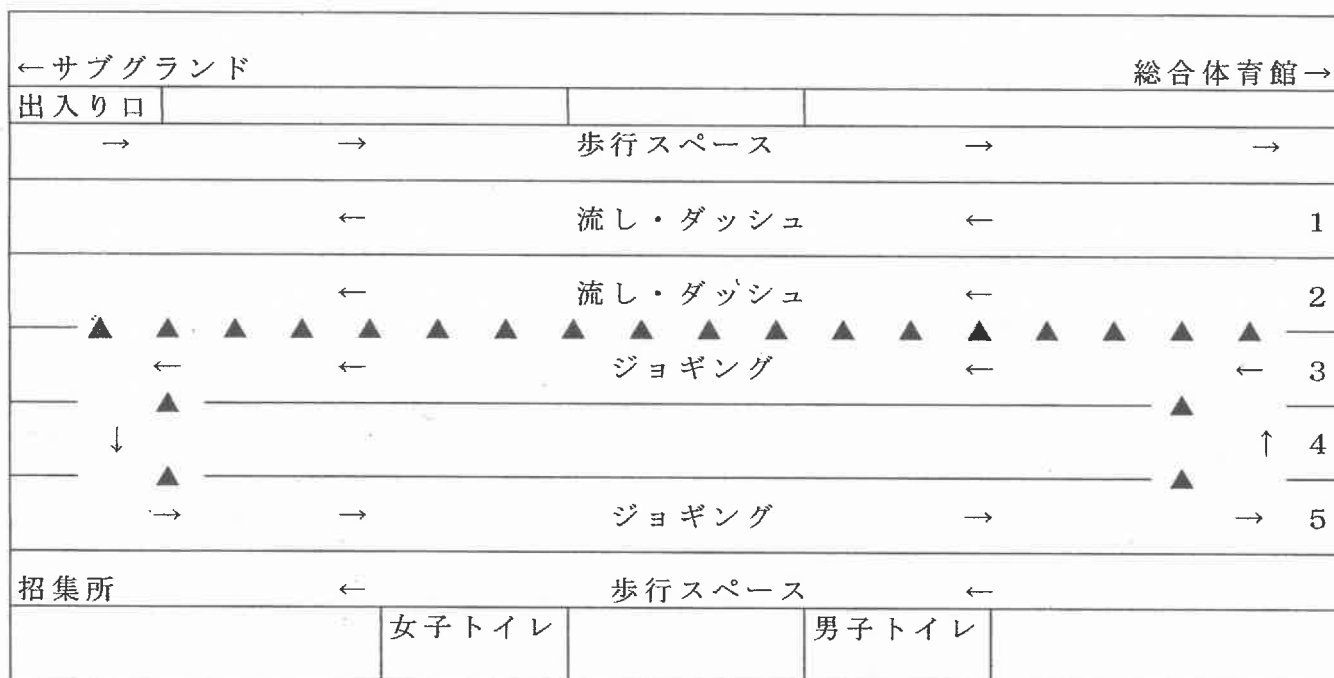 ←サブグランド 総合体育館→
出入り口
→ → 歩行スペース → →
← 流し・ダッシュ ← 1
← 流し・ダッシュ ← 2
▲ ▲ ▲ ▲ ▲ ▲ ▲ ▲ ▲ ▲ ▲ ▲ ▲ ▲ ▲ ▲ ▲ ▲
← ← ジョギング ← ← 3
▲ ▲
↓ ↑ 4
▲ ▲
→ → ジョギング → → 5
招集所 ← 歩行スペース ←
女子トイレ 男子トイレ